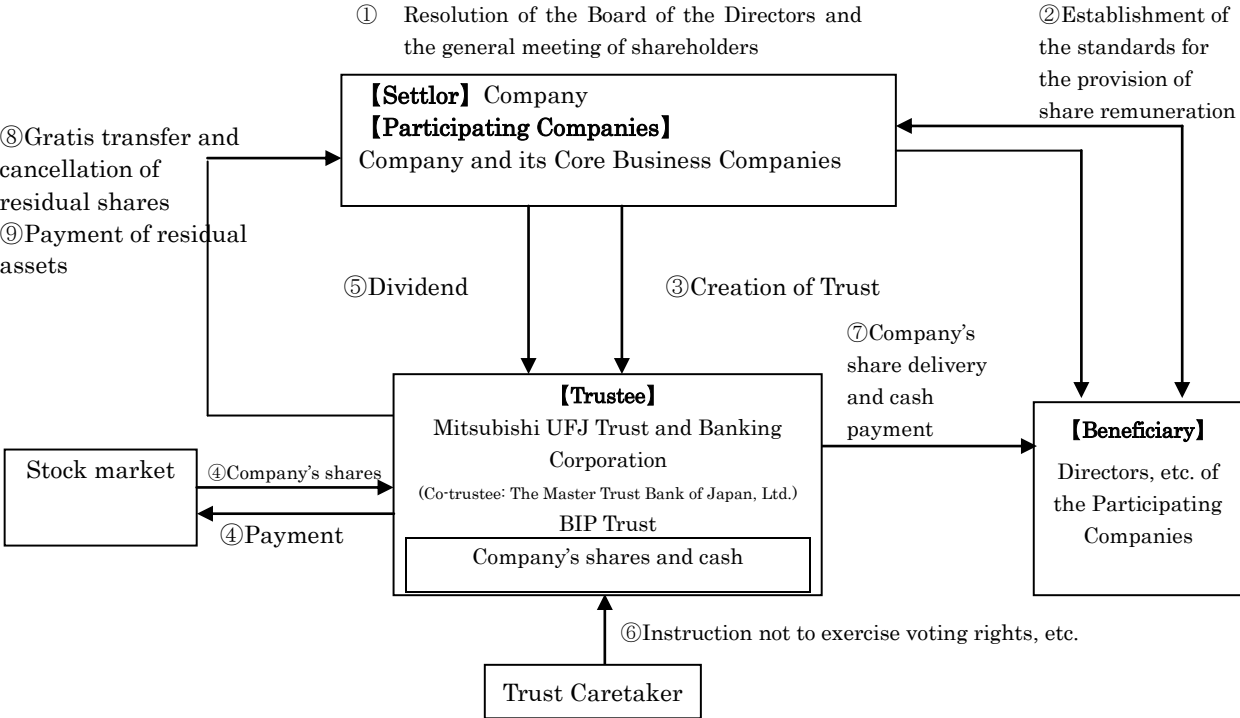 ① Resolution of the Board of the Directors and
the general meeting of shareholders
②Establishment of
the standards for
the provision of
share remuneration
【Settlor】Company
【Participating Companies】
Company and its Core Business Companies
⑧Gratis transfer and
cancellation of
residual shares
⑨Payment of residual
assets
⑤Dividend
③Creation of Trust
⑦Company's
share delivery
and cash
payment
【Trustee】
Mitsubishi UFJ Trust and Banking
Corporation
(Co-trustee: The Master Trust Bank of Japan, Ltd.)
BIP Trust
Company's shares and cash
【Beneficiary】
Directors, etc. of
the Participating
Companies
Stock market
④Company's shares
④Payment
⑥Instruction not to exercise voting rights, etc.
Trust Caretaker